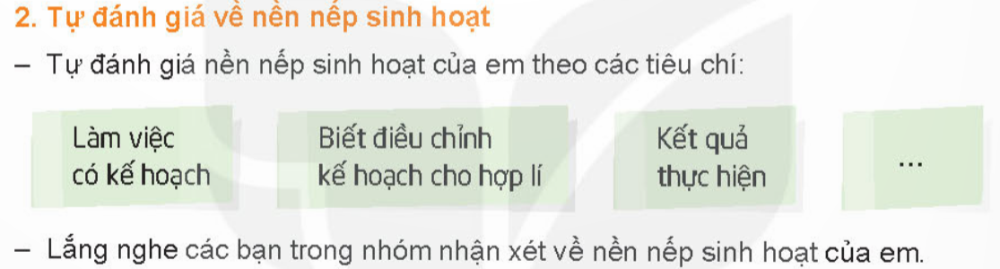 2. Tự đánh giá về nền nếp sinh hoạt
– Tự đánh giá nền nếp sinh hoạt của em theo các tiêu chí:
Làm việc
có kế hoạch
Biết điều chỉnh
kế hoạch cho hợp lí
Kết quả
thực hiện
...
– Lắng nghe các bạn trong nhóm nhận xét về nền nếp sinh hoạt của em.